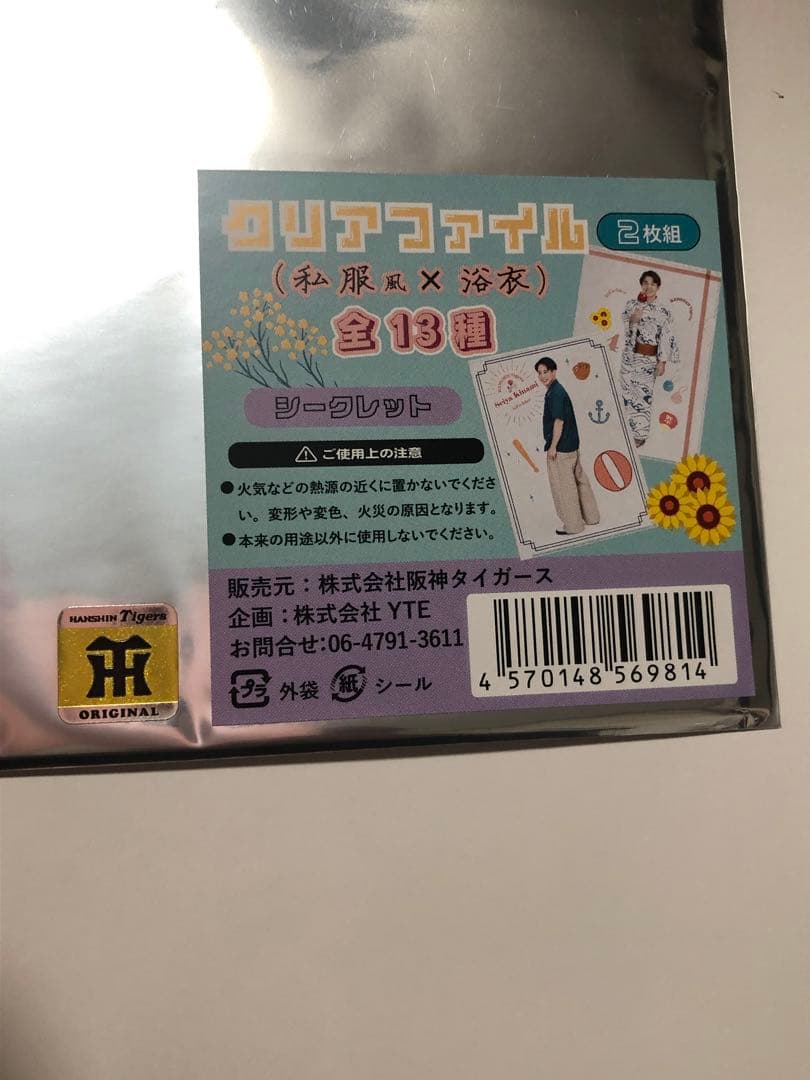 クリアファイル
2枚組
(私服風×浴衣)
全13種
シークレット
Seiya Kinami
ご使用上の注意
●火気などの熱源の近くに置かないでくださ
い。変形や変色、火災の原因となります。
●本来の用途以外に使用しないでください。
販売元：株式会社阪神タイガース
企画：株式会社 YTE
お問合せ：06-4791-3611
プラ 外袋 紙 シール
4 570148 569814
HANSHIN Tigers
ORIGINAL